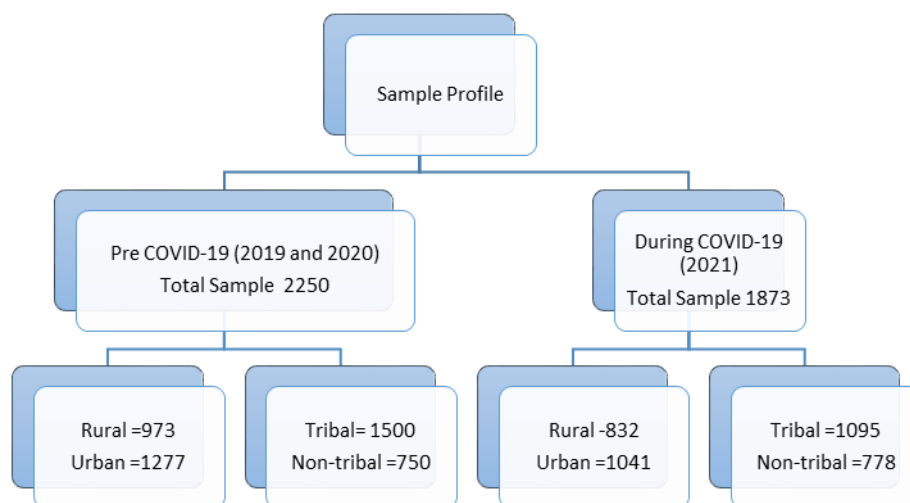 Sample Profile
Pre COVID-19 (2019 and 2020)
Total Sample 2250
During COVID-19
(2021)
Total Sample 1873
Rural =973
Urban =1277
Tribal= 1500
Non-tribal =750
Rural -832
Urban =1041
Tribal =1095
Non-tribal =778